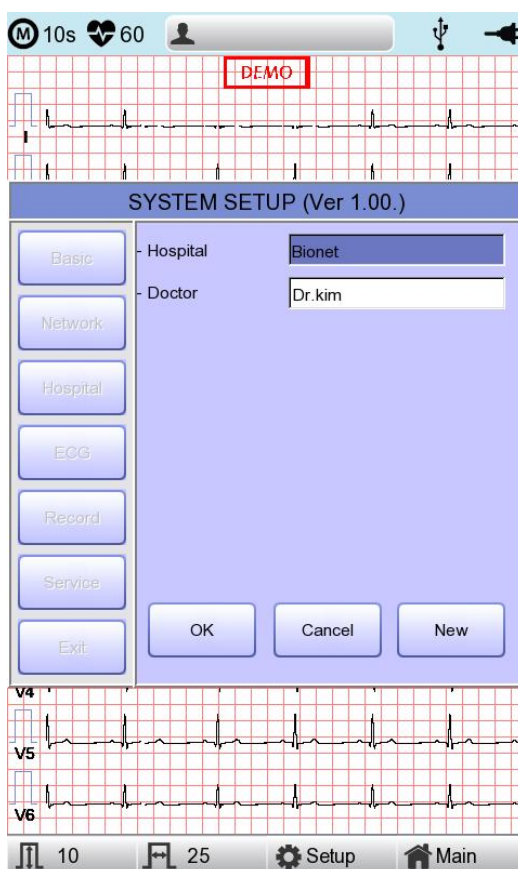 M 10s 60
DEMO
I
SYSTEM SETUP (Ver 1.00.)
Basic
Network
Hospital
ECG
Record
Service
Exit
- Hospital Bionet
- Doctor Dr.kim
OK Cancel New
V4
V5
V6
10 25 Setup Main